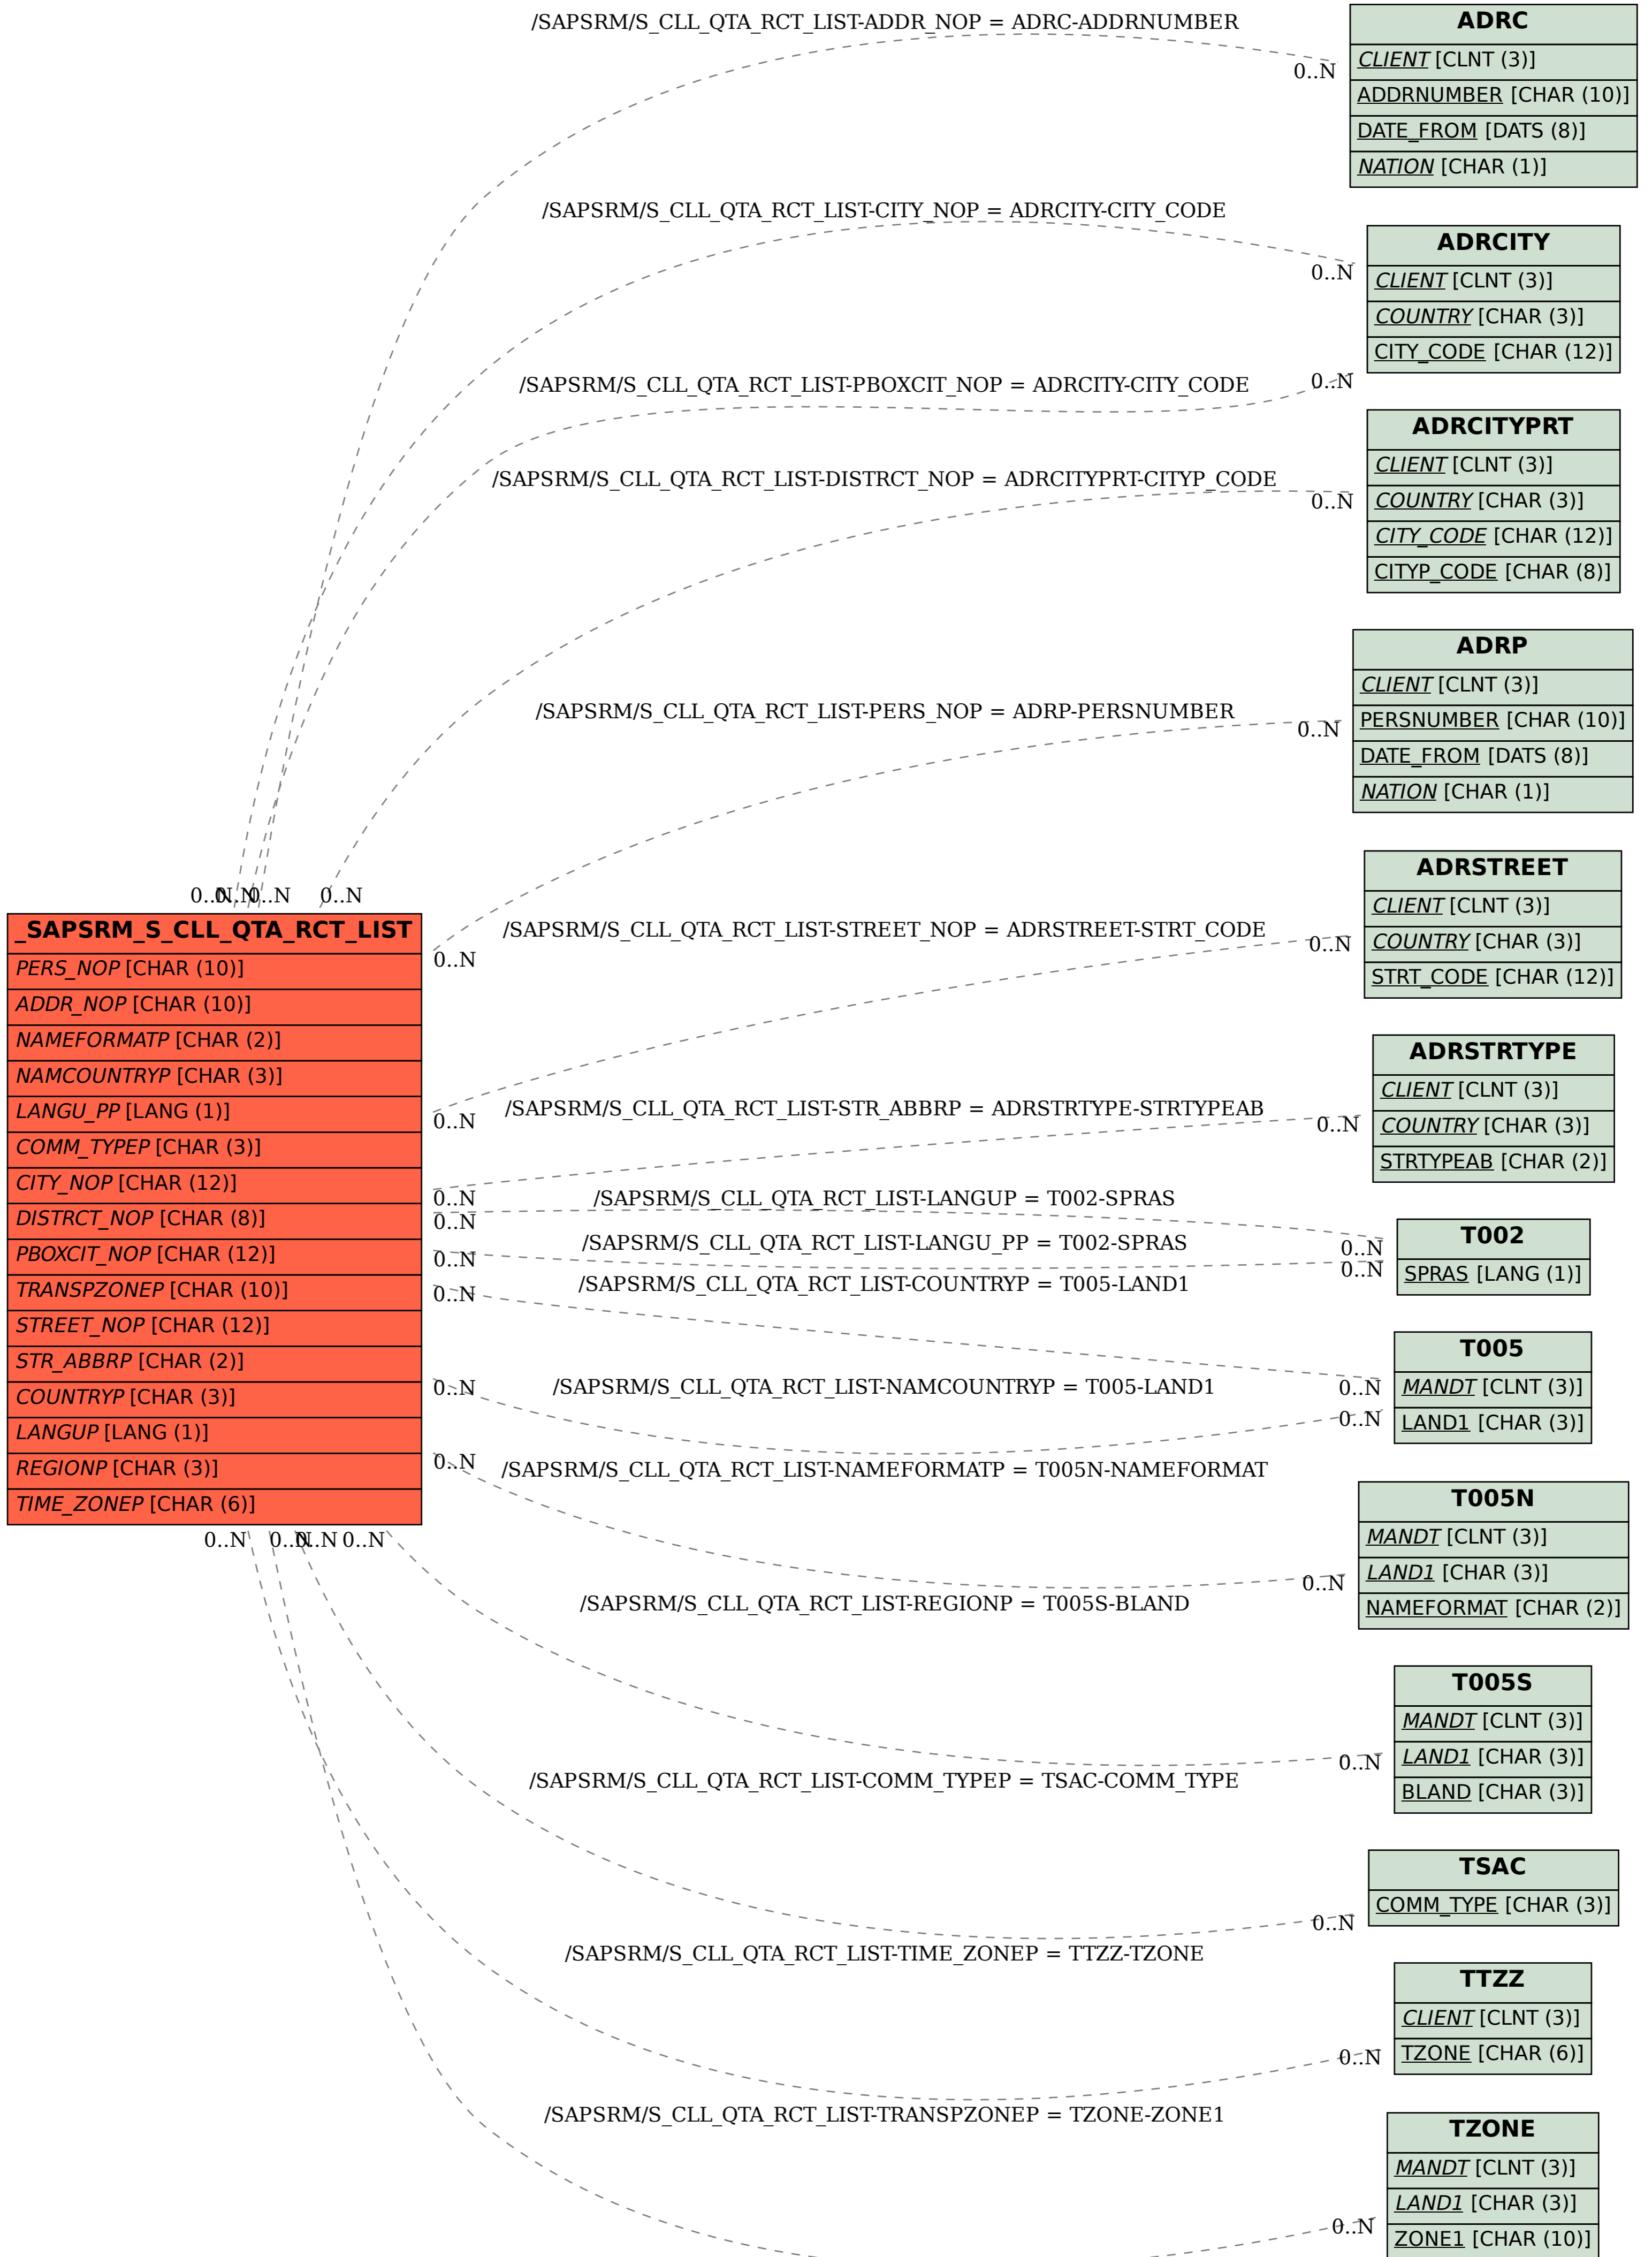 /SAPSRM/S_CLL_QTA_RCT_LIST-ADDR_NOP = ADRC-ADDRNUMBER
0..N
ADRC
CLIENT [CLNT (3)]
ADDRNUMBER [CHAR (10)]
DATE_FROM [DATS (8)]
NATION [CHAR (1)]
/SAPSRM/S_CLL_QTA_RCT_LIST-CITY_NOP = ADRCITY-CITY_CODE
0..N
ADRCITY
CLIENT [CLNT (3)]
COUNTRY [CHAR (3)]
CITY_CODE [CHAR (12)]
/SAPSRM/S_CLL_QTA_RCT_LIST-PBOXCIT_NOP = ADRCITY-CITY_CODE
0..N
ADRCITYPRT
CLIENT [CLNT (3)]
COUNTRY [CHAR (3)]
CITY_CODE [CHAR (12)]
CITYP_CODE [CHAR (8)]
/SAPSRM/S_CLL_QTA_RCT_LIST-DISTRCT_NOP = ADRCITYPRT-CITYP_CODE
0..N
ADRP
CLIENT [CLNT (3)]
PERSNUMBER [CHAR (10)]
DATE_FROM [DATS (8)]
NATION [CHAR (1)]
/SAPSRM/S_CLL_QTA_RCT_LIST-PERS_NOP = ADRP-PERSNUMBER
0..N
0..N
0..N
0..N
0..N
_SAPSRM_S_CLL_QTA_RCT_LIST
PERS_NOP [CHAR (10)]
ADDR_NOP [CHAR (10)]
NAMEFORMATP [CHAR (2)]
NAMCOUNTRYP [CHAR (3)]
LANGU_PP [LANG (1)]
COMM_TYPEP [CHAR (3)]
CITY_NOP [CHAR (12)]
DISTRCT_NOP [CHAR (8)]
PBOXCIT_NOP [CHAR (12)]
TRANSPZONEP [CHAR (10)]
STREET_NOP [CHAR (12)]
STR_ABBRP [CHAR (2)]
COUNTRYP [CHAR (3)]
LANGUP [LANG (1)]
REGIONP [CHAR (3)]
TIME_ZONEP [CHAR (6)]
0..N
0..N
0..N
0..N
0..N
0..N
0..N
0..N
0..N
0..N
0..N
0..N
/SAPSRM/S_CLL_QTA_RCT_LIST-STREET_NOP = ADRSTREET-STRT_CODE
0..N
ADRSTREET
CLIENT [CLNT (3)]
COUNTRY [CHAR (3)]
STRT_CODE [CHAR (12)]
/SAPSRM/S_CLL_QTA_RCT_LIST-STR_ABBRP = ADRSTRTYPE-STRTYPEAB
0..N
ADRSTRTYPE
CLIENT [CLNT (3)]
COUNTRY [CHAR (3)]
STRTYPEAB [CHAR (2)]
/SAPSRM/S_CLL_QTA_RCT_LIST-LANGUP = T002-SPRAS
0..N
/SAPSRM/S_CLL_QTA_RCT_LIST-LANGU_PP = T002-SPRAS
0..N
T002
SPRAS [LANG (1)]
/SAPSRM/S_CLL_QTA_RCT_LIST-COUNTRYP = T005-LAND1
0..N
/SAPSRM/S_CLL_QTA_RCT_LIST-NAMCOUNTRYP = T005-LAND1
0..N
T005
MANDT [CLNT (3)]
LAND1 [CHAR (3)]
/SAPSRM/S_CLL_QTA_RCT_LIST-NAMEFORMATP = T005N-NAMEFORMAT
0..N
T005N
MANDT [CLNT (3)]
LAND1 [CHAR (3)]
NAMEFORMAT [CHAR (2)]
/SAPSRM/S_CLL_QTA_RCT_LIST-REGIONP = T005S-BLAND
0..N
T005S
MANDT [CLNT (3)]
LAND1 [CHAR (3)]
BLAND [CHAR (3)]
/SAPSRM/S_CLL_QTA_RCT_LIST-COMM_TYPEP = TSAC-COMM_TYPE
0..N
TSAC
COMM_TYPE [CHAR (3)]
/SAPSRM/S_CLL_QTA_RCT_LIST-TIME_ZONEP = TTZZ-TZONE
0..N
TTZZ
CLIENT [CLNT (3)]
TZONE [CHAR (6)]
/SAPSRM/S_CLL_QTA_RCT_LIST-TRANSPZONEP = TZONE-ZONE1
0..N
TZONE
MANDT [CLNT (3)]
LAND1 [CHAR (3)]
ZONE1 [CHAR (10)]